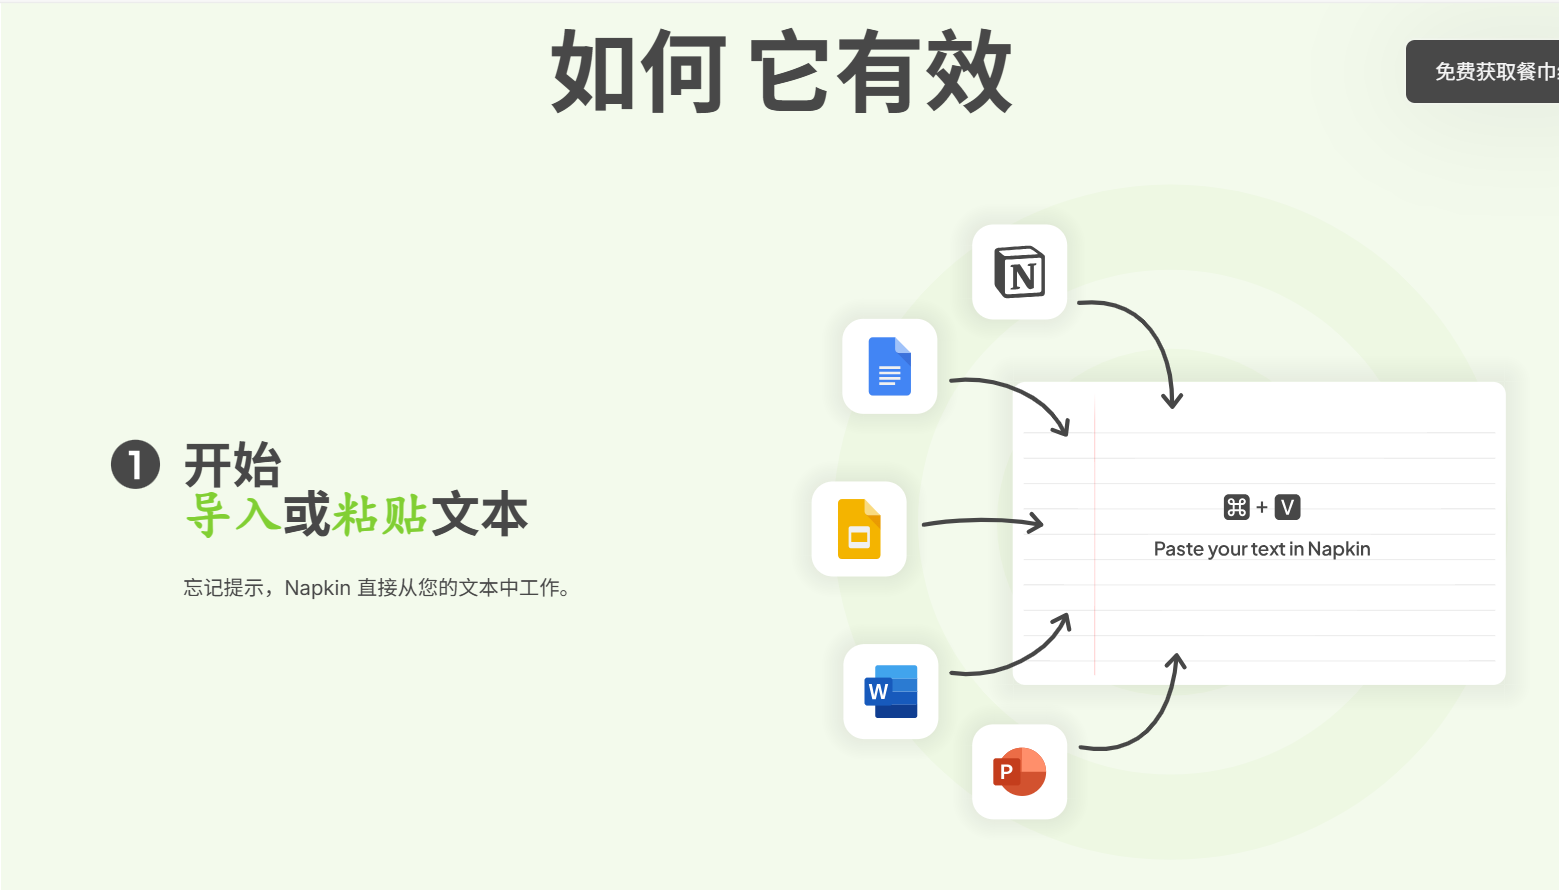 如何 它有效
免费获取餐巾
1 开始
导入或粘贴文本
忘记提示，Napkin 直接从您的文本中工作。
N
⌘ + V
Paste your text in Napkin
W
P